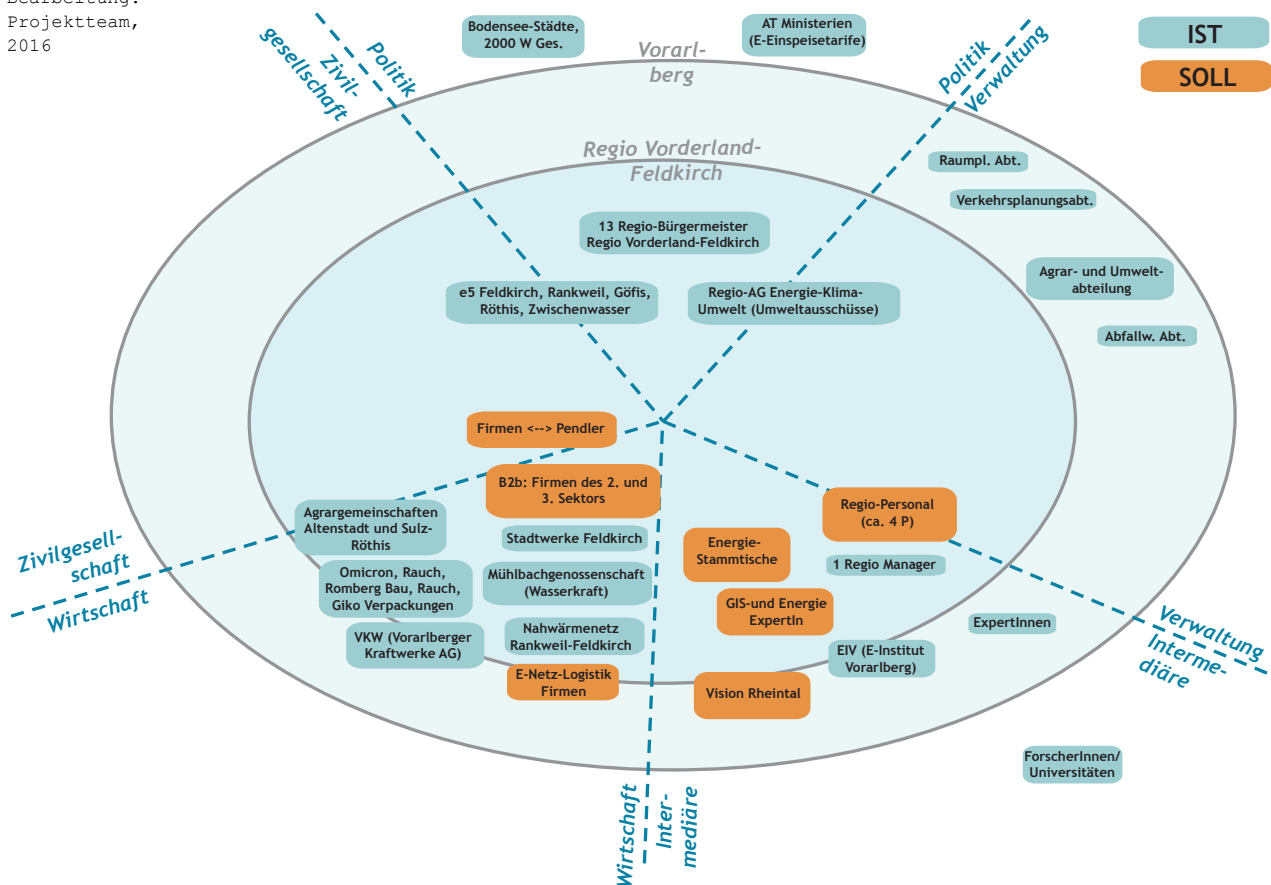 Projektteam,
2016
Bodensee-Städte,
2000 W Ges.
AT Ministerien
(E-Einspeisetarife)
IST
SOLL
Politik
Zivil-
gesellschaft
Vorarl-
berg
Politik
Verwaltung
Regio Vorderland-
Feldkirch
Raumpl. Abt.
Verkehrsplanungsabt.
13 Regio-Bürgermeister
Regio Vorderland-Feldkirch
Agrar- und Umwelt-
abteilung
e5 Feldkirch, Rankweil, Göfis,
Röthis, Zwischenwasser
Regio-AG Energie-Klima-
Umwelt (Umweltausschüsse)
Abfallw. Abt.
Firmen <--> Pendler
B2b: Firmen des 2. und
3. Sektors
Regio-Personal
(ca. 4 P)
Agrargemeinschaften
Altenstadt und Sulz-
Röthis
Stadtwerke Feldkirch
Energie-
Stammtische
1 Regio Manager
Zivilgesell-
schaft
Wirtschaft
Omicron, Rauch,
Romberg Bau, Rauch,
Giko Verpackungen
Mühlbachgenossenschaft
(Wasserkraft)
GIS-und Energie
ExpertIn
ExpertInnen
Verwaltung
Interme-
diäre
VKW (Vorarlberger
Kraftwerke AG)
Nahwärmenetz
Rankweil-Feldkirch
EIV (E-Institut
Vorarlberg)
E-Netz-Logistik
Firmen
Vision Rheintal
ForscherInnen/
Universitäten
Wirtschaft
Inter-
mediäre